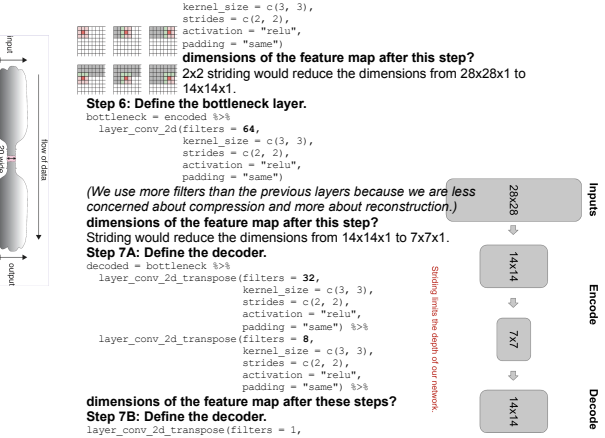 kernel_size = c(3, 3),
strides = c(2, 2),
activation = "relu",
padding = "same")
dimensions of the feature map after this step?
2x2 striding would reduce the dimensions from 28x28x1 to
14x14x1.
Step 6: Define the bottleneck layer.
bottleneck = encoded %>%
layer_conv_2d(filters = 64,
kernel_size = c(3, 3),
strides = c(2, 2),
activation = "relu",
padding = "same")
(We use more filters than the previous layers because we are less
concerned about compression and more about reconstruction.)
dimensions of the feature map after this step?
Striding would reduce the dimensions from 14x14x1 to 7x7x1.
Step 7A: Define the decoder.
decoded = bottleneck %>%
layer_conv_2d_transpose(filters = 32,
kernel_size = c(3, 3),
strides = c(2, 2),
activation = "relu",
padding = "same") %>%
layer_conv_2d_transpose(filters = 8,
kernel_size = c(3, 3),
strides = c(2, 2),
activation = "relu",
padding = "same") %>%
dimensions of the feature map after these steps?
Step 7B: Define the decoder.
layer_conv_2d_transpose(filters = 1,
input
flow of data
20 wide
output
Inputs
Encode
Decode
28x28
14x14
7x7
14x14
Striding limits the depth of our network.